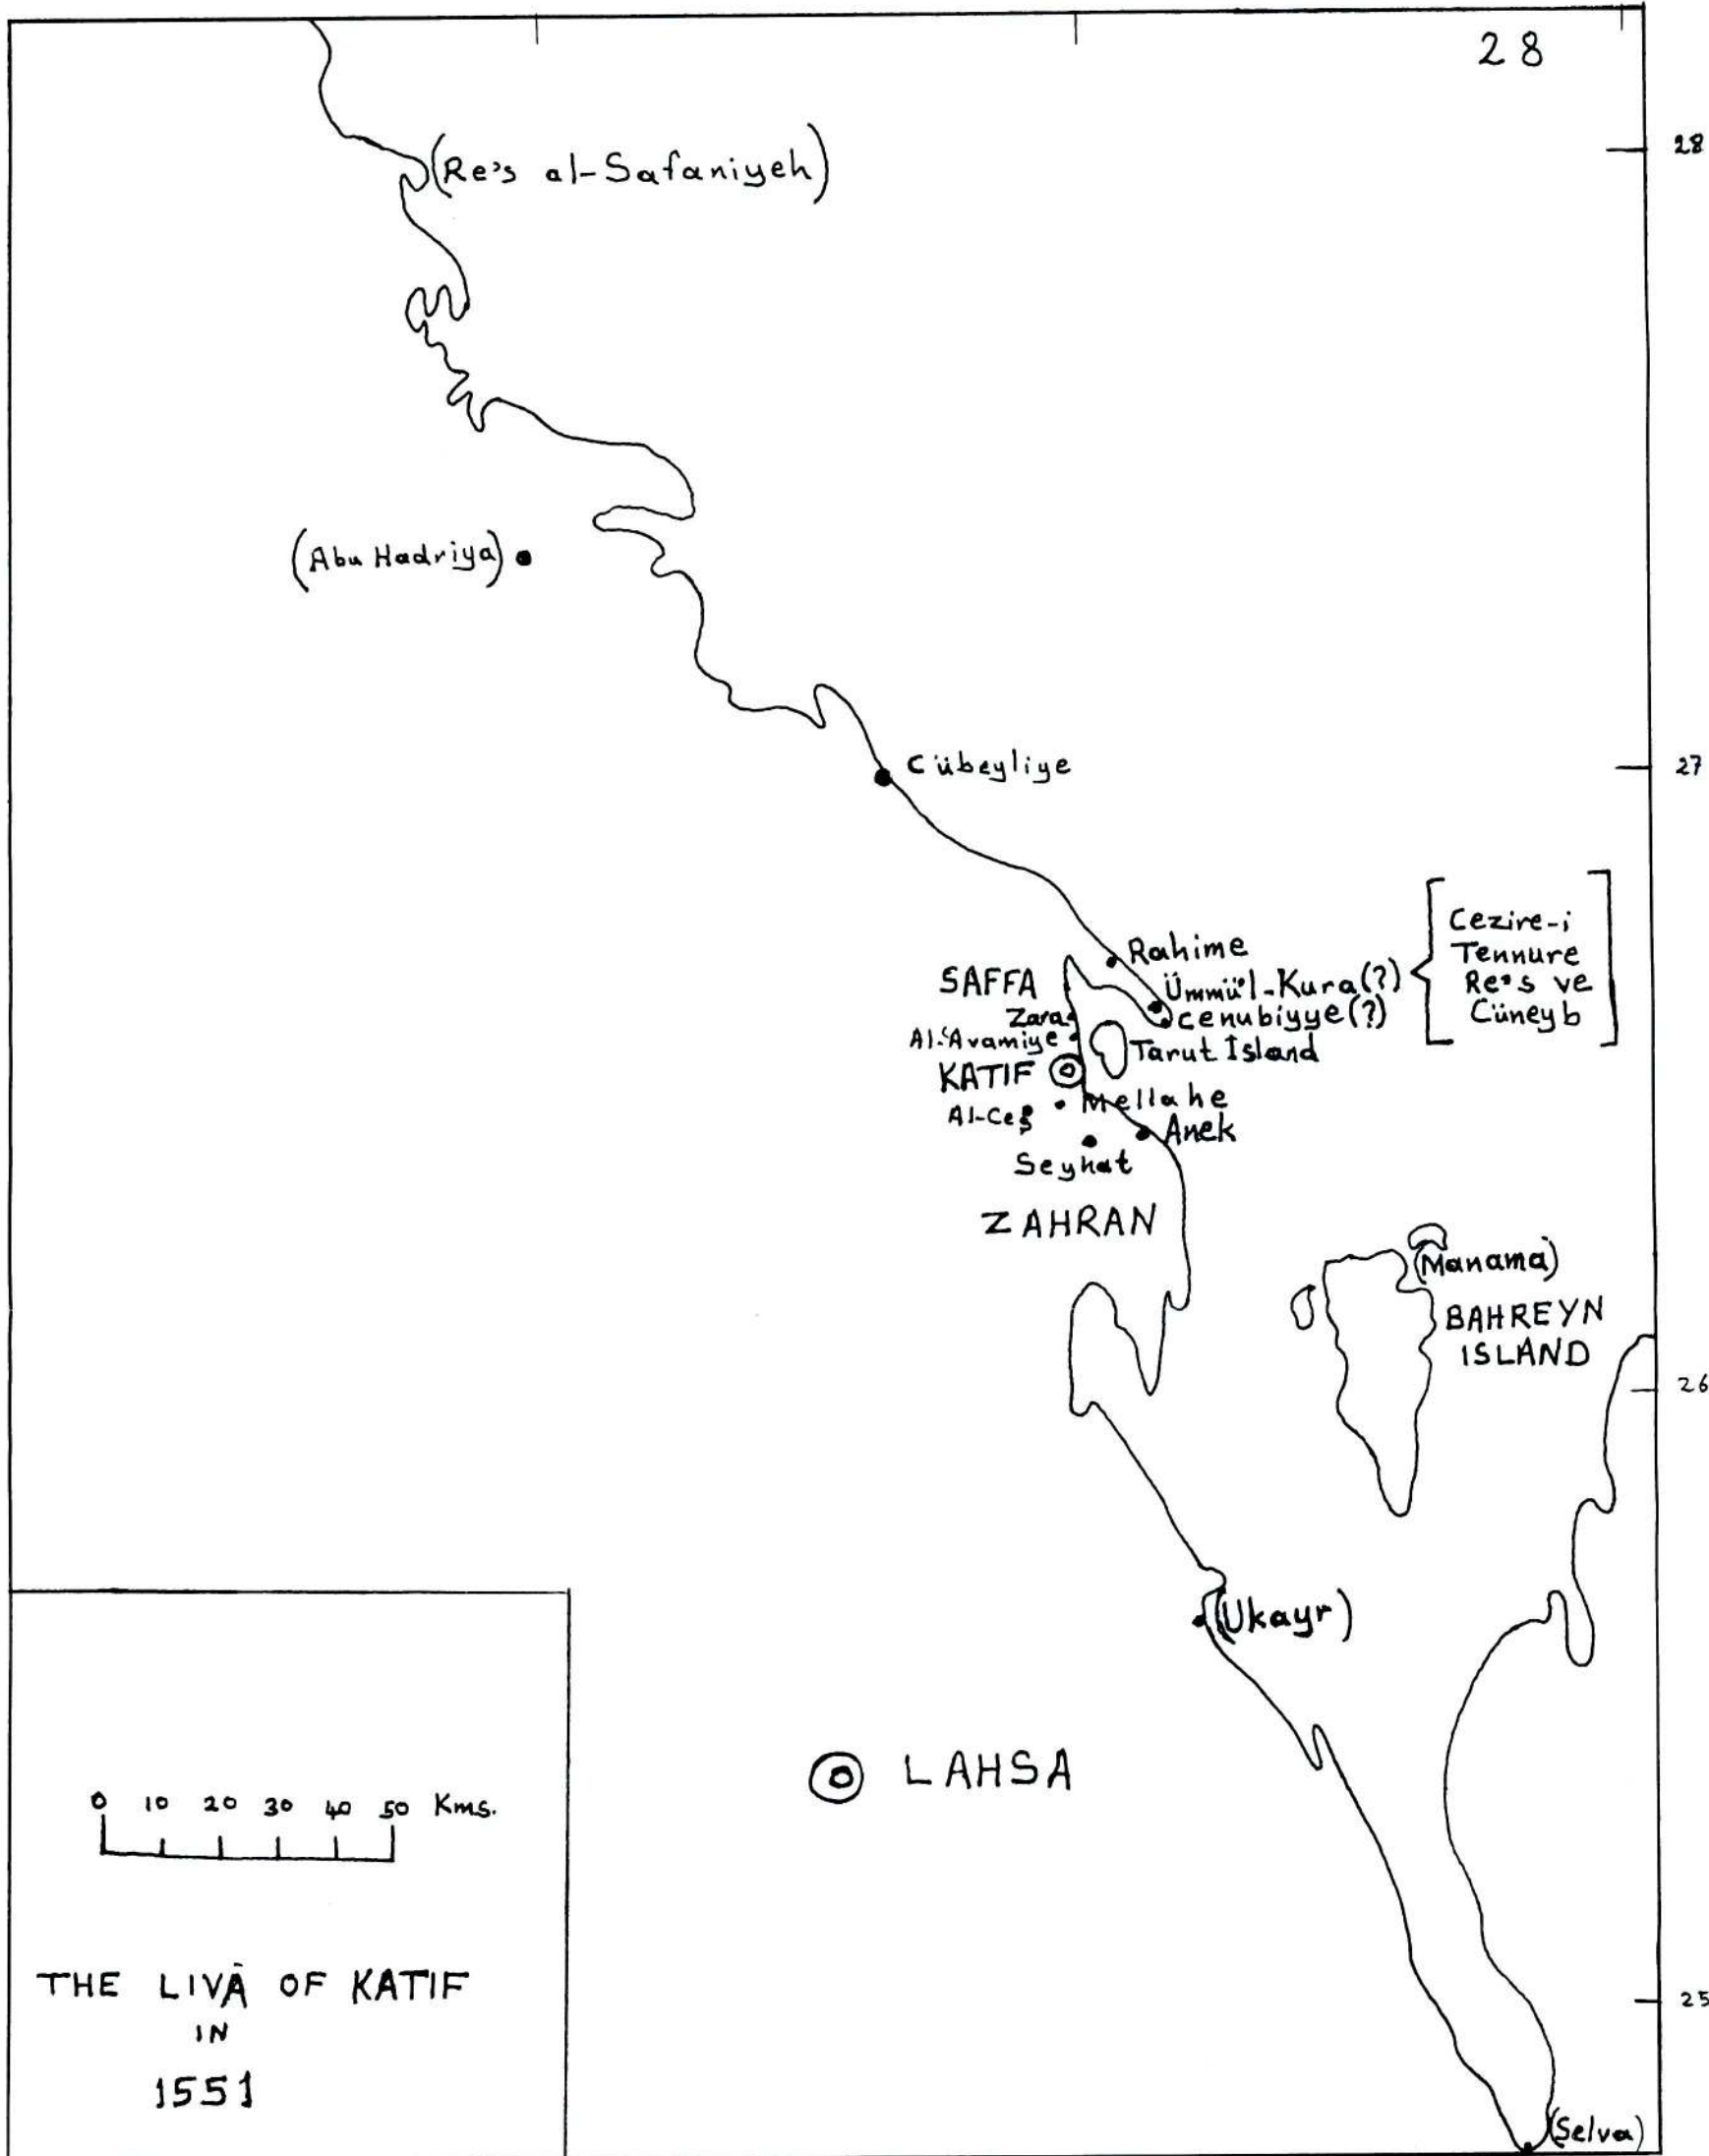 28
28
(Re's al-Safaniyeh)
(Abu Hadriya)
Cübeyliye
27
Cezire-i
Tennure
Re's ve
Cüneyb
Rahime
SAFFA
Ümmü'l-Kura(?)
Zara
Cenubiyye(?)
Al-'Avamiye
Tarut Island
KATIF
Mellahe
Al-Ceş
Anek
Seyhat
ZAHRAN
(Manama)
BAHREYN
ISLAND
26
(Ukayr)
LAHSA
0 10 20 30 40 50 Kms.
THE LIVĀ OF KATIF
IN
1551
25
(Selva)